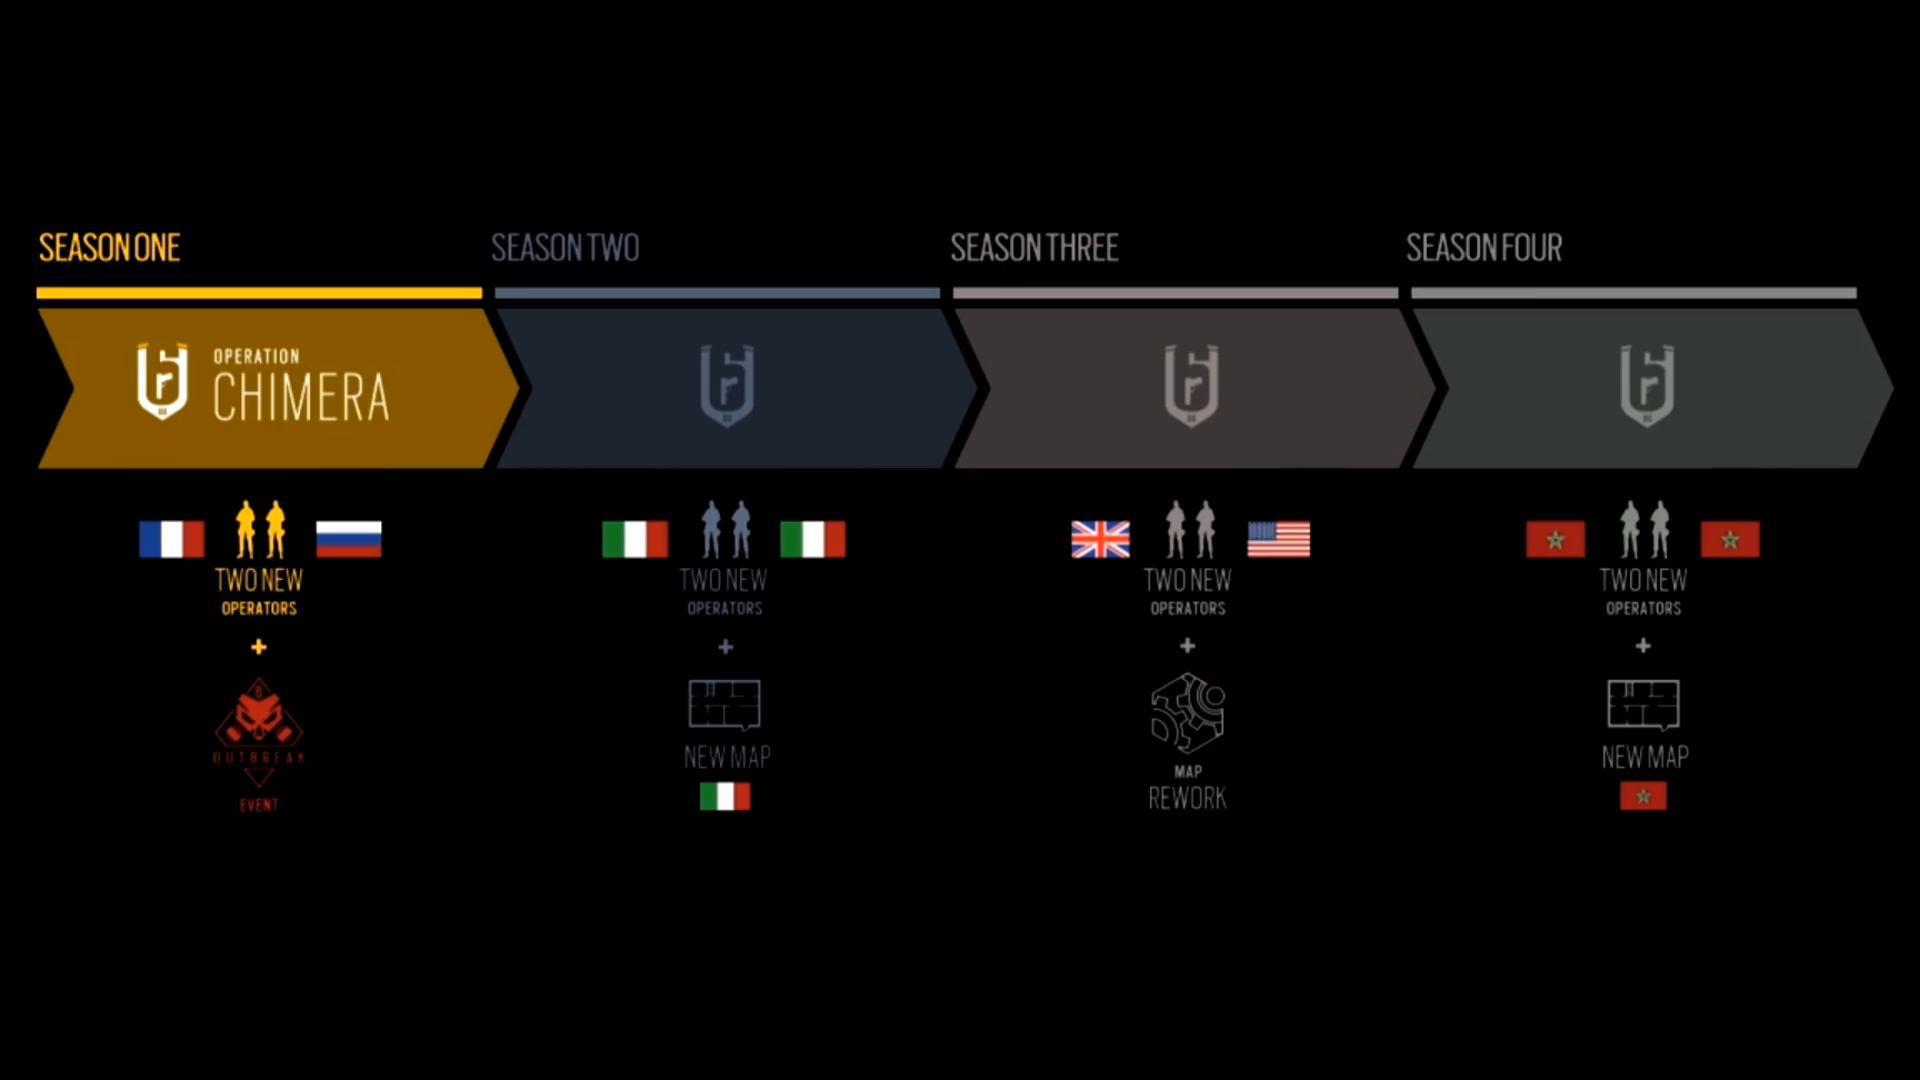 SEASON ONE
OPERATION
CHIMERA
TWO NEW
OPERATORS
+
OUTBREAK
EVENT
SEASON TWO
TWO NEW
OPERATORS
+
NEW MAP
SEASON THREE
TWO NEW
OPERATORS
+
MAP
REWORK
SEASON FOUR
TWO NEW
OPERATORS
+
NEW MAP